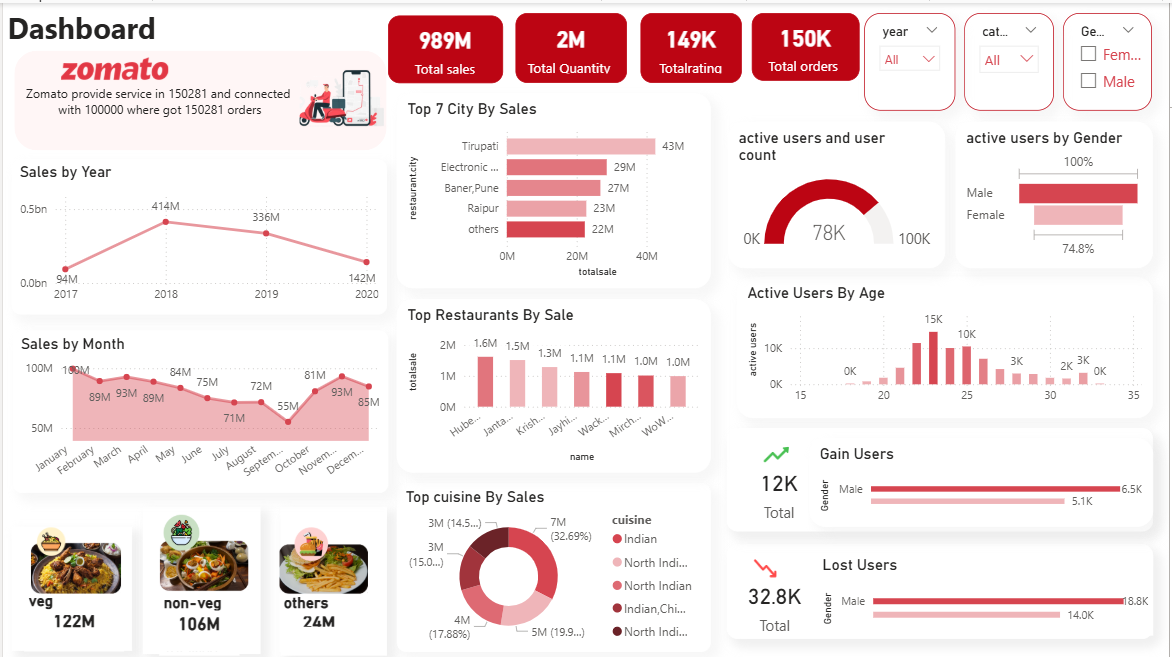 Dashboard
zomato
Zomato provide service in 150281 and connected
with 100000 where got 150281 orders
989M
Total sales
2M
Total Quantity
149K
Totalrating
150K
Total orders
year
All
cat...
All
Ge...
Fem...
Male
Sales by Year
0.5bn
0.0bn
94M
414M
336M
142M
2017
2018
2019
2020
Sales by Month
100M
50M
100M
89M
93M
89M
84M
75M
71M
72M
55M
81M
93M
85M
January
February
March
April
May
June
July
August
Septem...
October
Novem...
Decem...
veg
122M
non-veg
106M
others
24M
Top 7 City By Sales
restaurant.city
Tirupati
43M
Electronic ...
29M
Baner,Pune
27M
Raipur
23M
others
22M
0M
20M
40M
totalsale
Top Restaurants By Sale
totalsale
2M
1M
0M
1.6M
1.5M
1.3M
1.1M
1.1M
1.0M
1.0M
Hube...
Janta...
Krish...
Jayhi...
Wack...
Mirch...
WoW...
name
Top cuisine By Sales
7M
(32.69%)
5M (19.9...)
4M
(17.88%)
3M
(15.0...)
3M (14.5...)
cuisine
Indian
North Indi...
North Indian
Indian,Chi...
North Indi...
active users and user
count
0K
78K
100K
active users by Gender
100%
Male
Female
74.8%
Active Users By Age
active users
10K
0K
0K
15K
10K
3K
2K
3K
0K
15
20
25
30
35
Gain Users
12K
Total
Gender
Male
6.5K
5.1K
Lost Users
32.8K
Total
Gender
Male
18.8K
14.0K